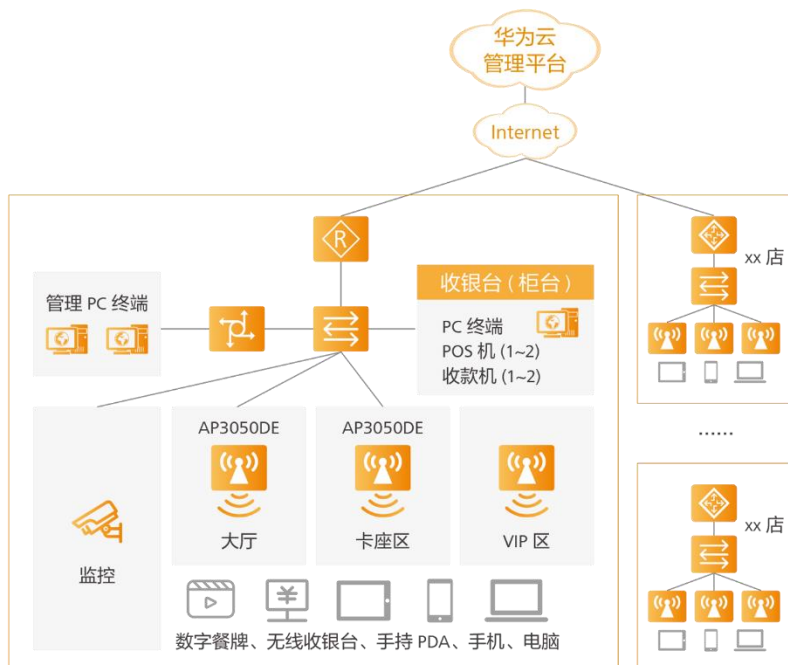 华为云
管理平台
Internet
R
xx 店
管理 PC 终端
收银台 ( 柜台 )
PC 终端
POS 机 (1~2)
收款机 (1~2)
AP3050DE
AP3050DE
大厅
卡座区
VIP 区
监控
¥
数字餐牌、无线收银台、手持 PDA、手机、电脑
······
xx 店